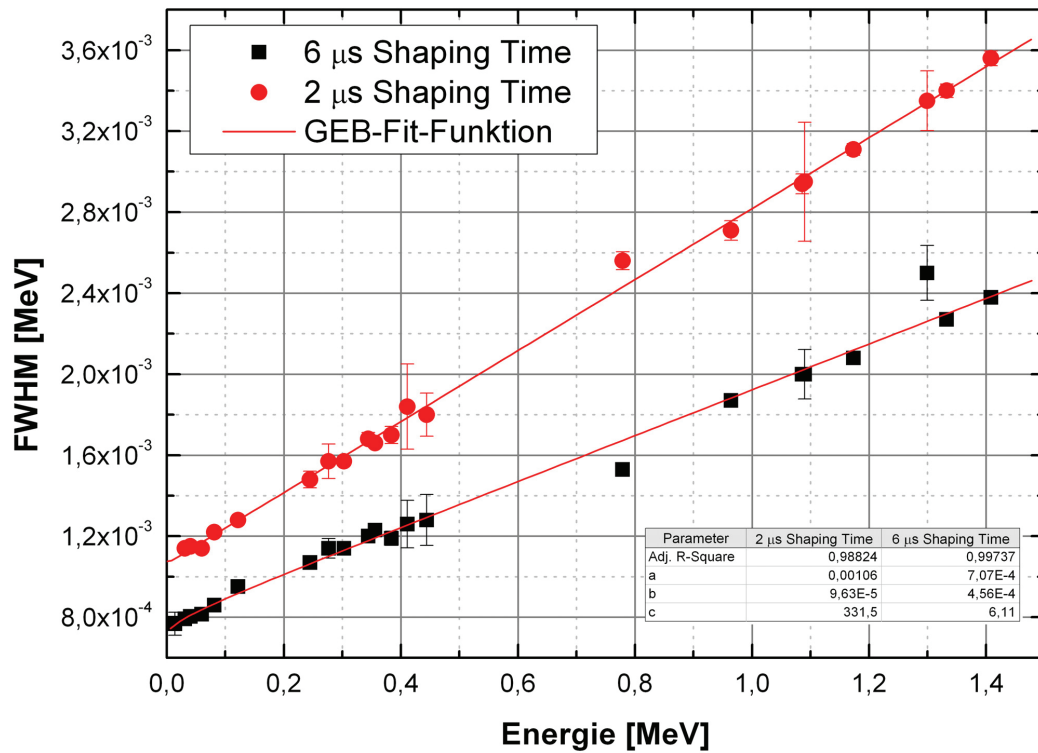 6 μs Shaping Time
2 μs Shaping Time
GEB-Fit-Funktion
FWHM [MeV]
3,6x10⁻³
3,2x10⁻³
2,8x10⁻³
2,4x10⁻³
2,0x10⁻³
1,6x10⁻³
1,2x10⁻³
8,0x10⁻⁴
Parameter 2 μs Shaping Time 6 μs Shaping Time
Adj. R-Square 0,98824 0,99737
a 0,00106 7,07E-4
b 9,63E-5 4,56E-4
c 331,5 6,11
0,0 0,2 0,4 0,6 0,8 1,0 1,2 1,4
Energie [MeV]